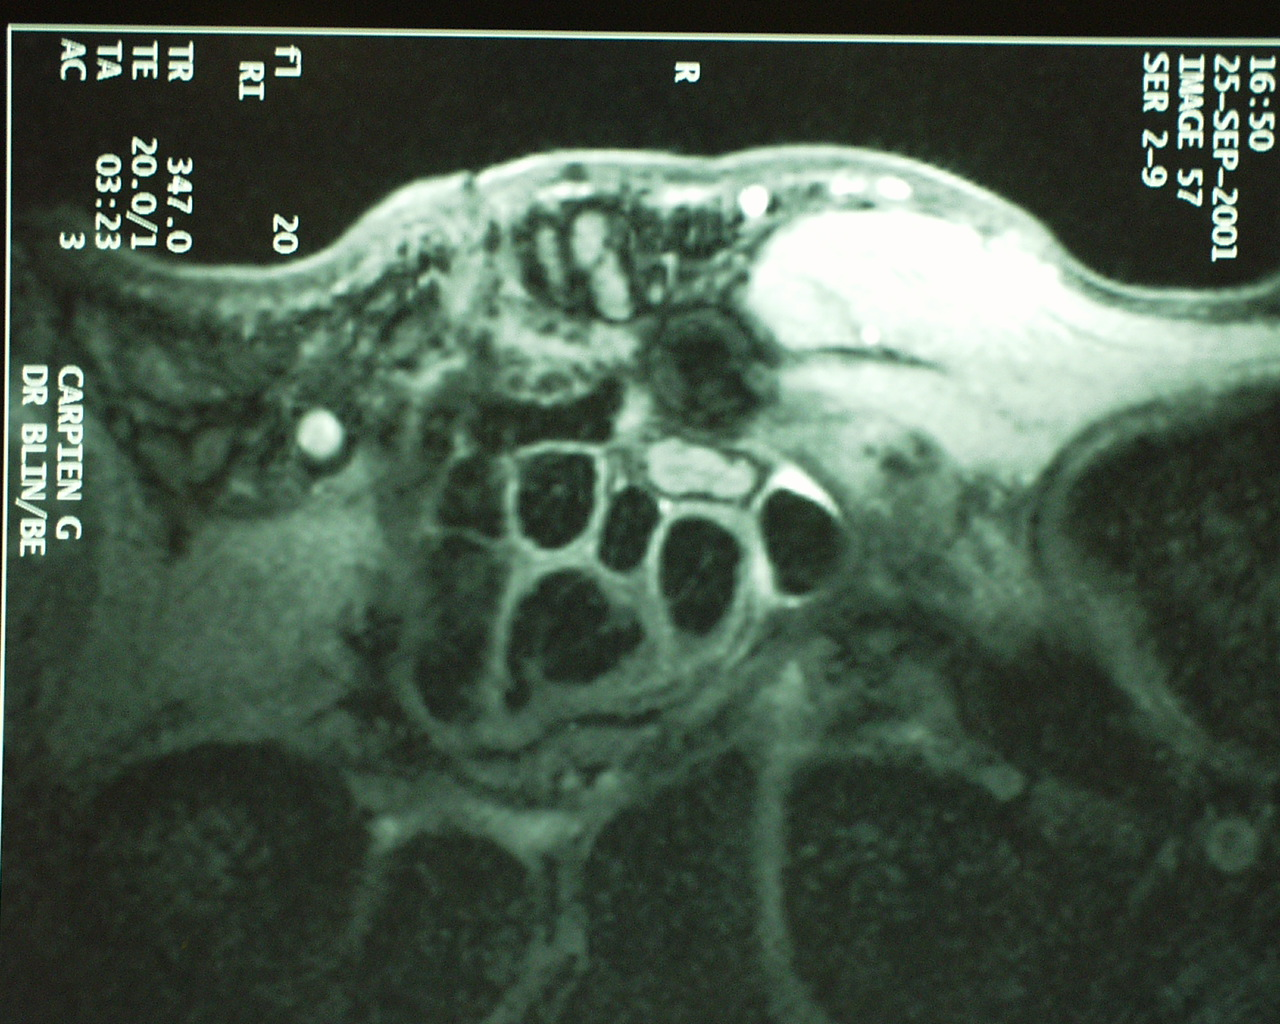 16:50
25-SEP-2001
IMAGE 57
SER 2-9
R
fl 20
RI
TR 347.0
TE 20.0/1
TA 03:23
AC 3
CARPIEN G
DR BLIN/BE